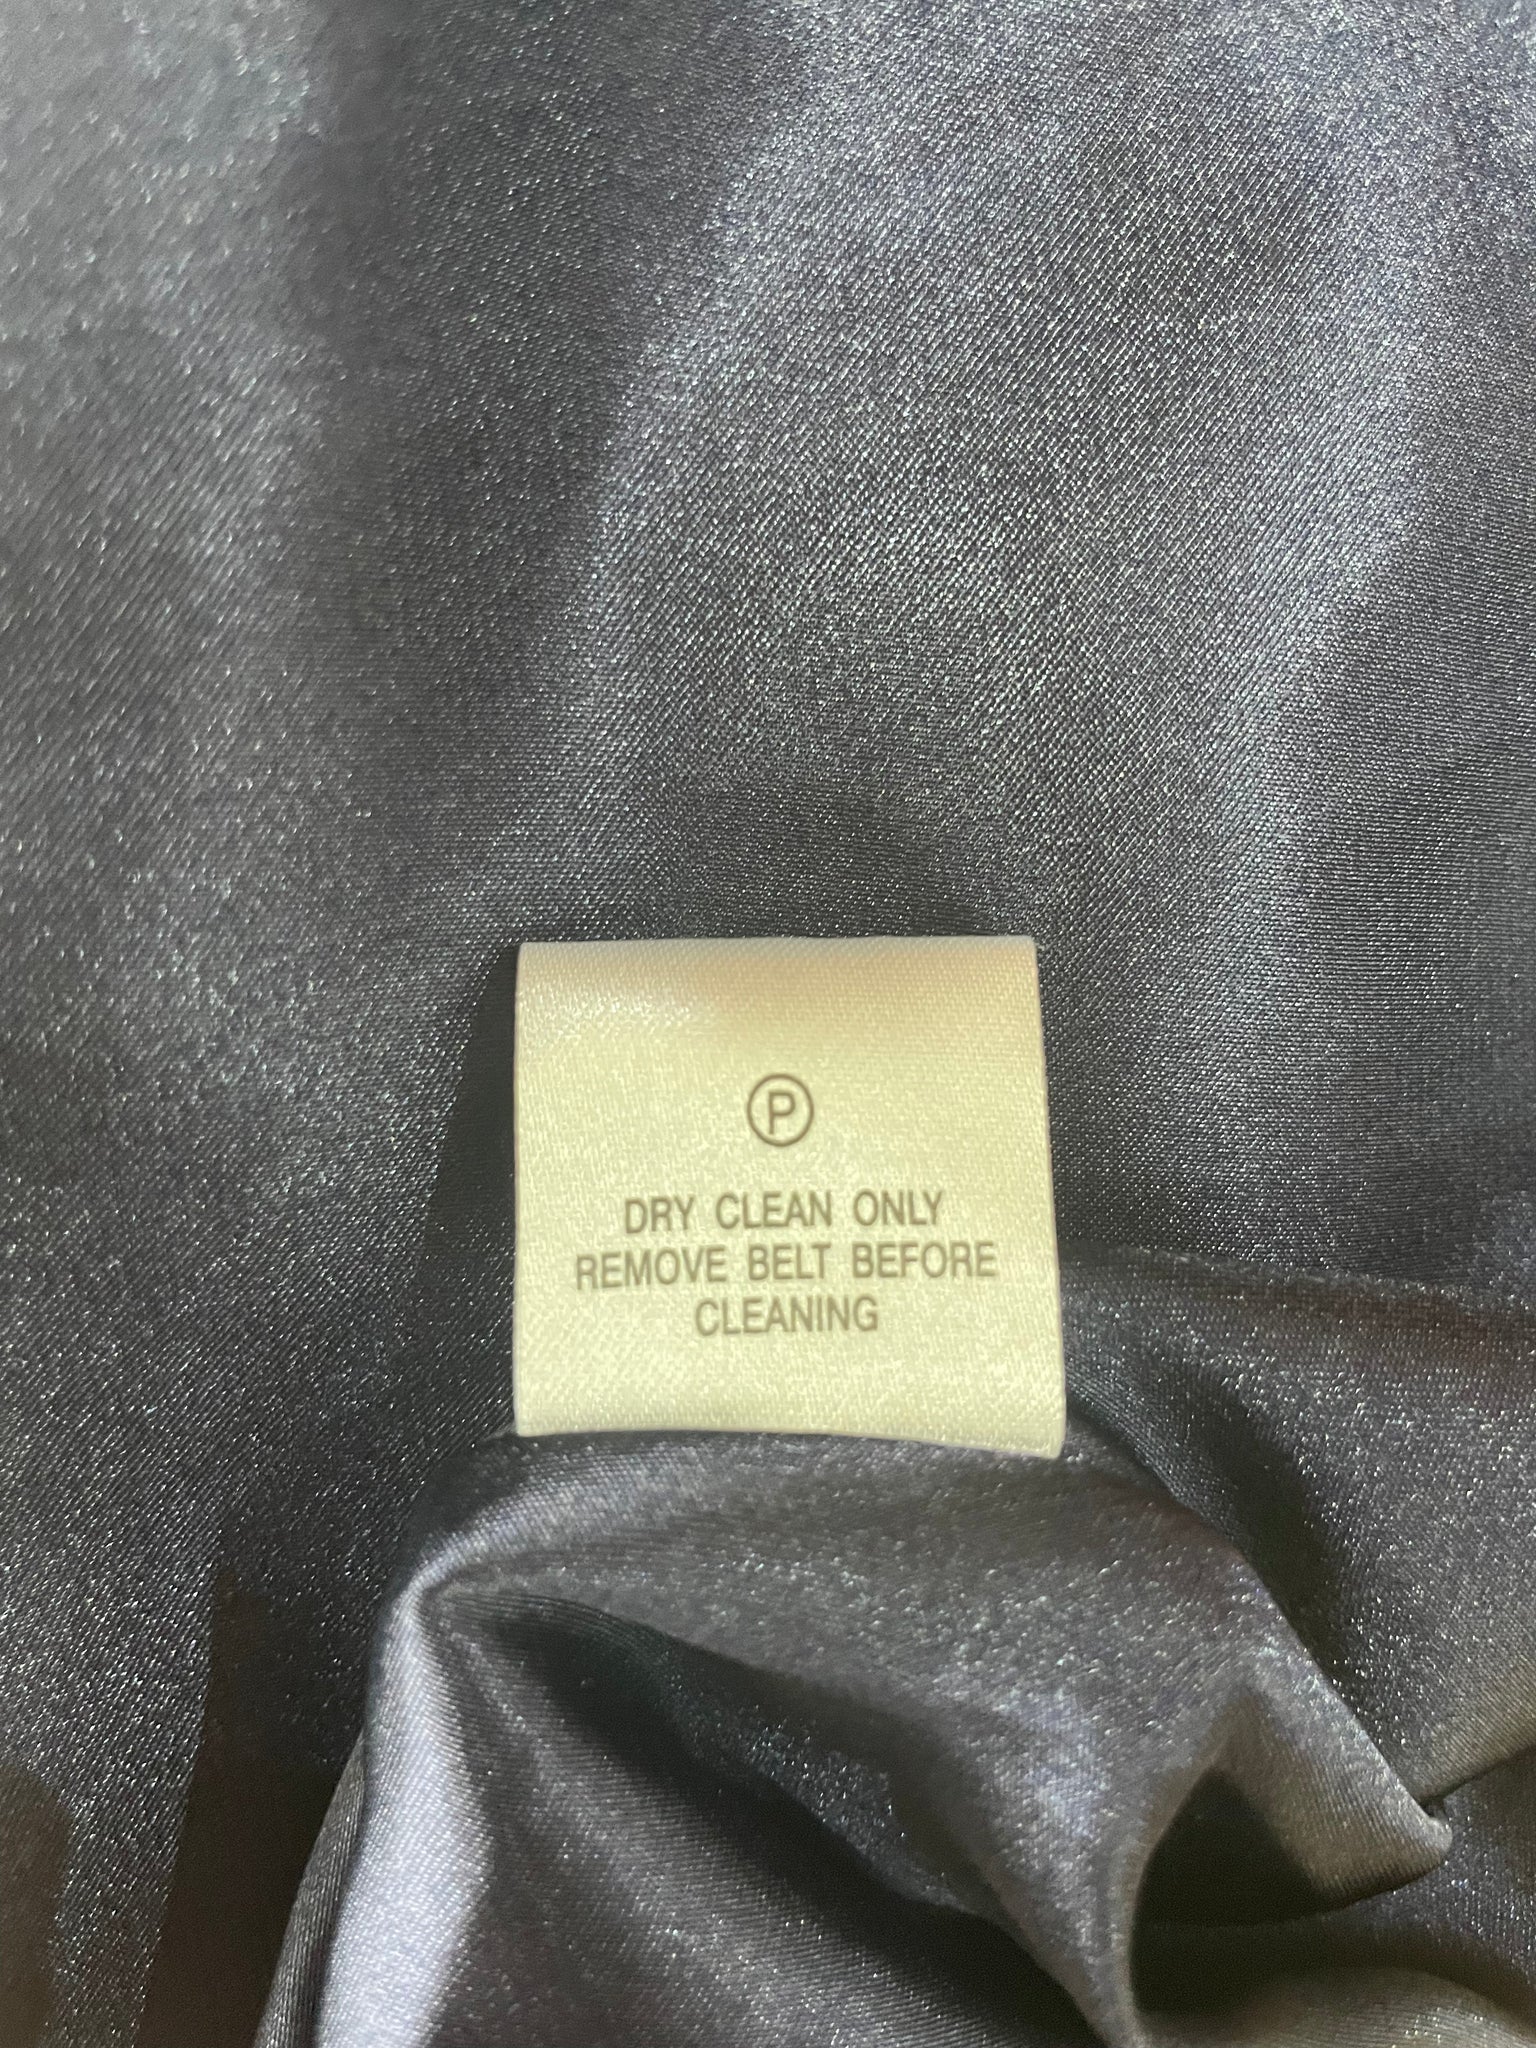 P
DRY CLEAN ONLY
REMOVE BELT BEFORE
CLEANING